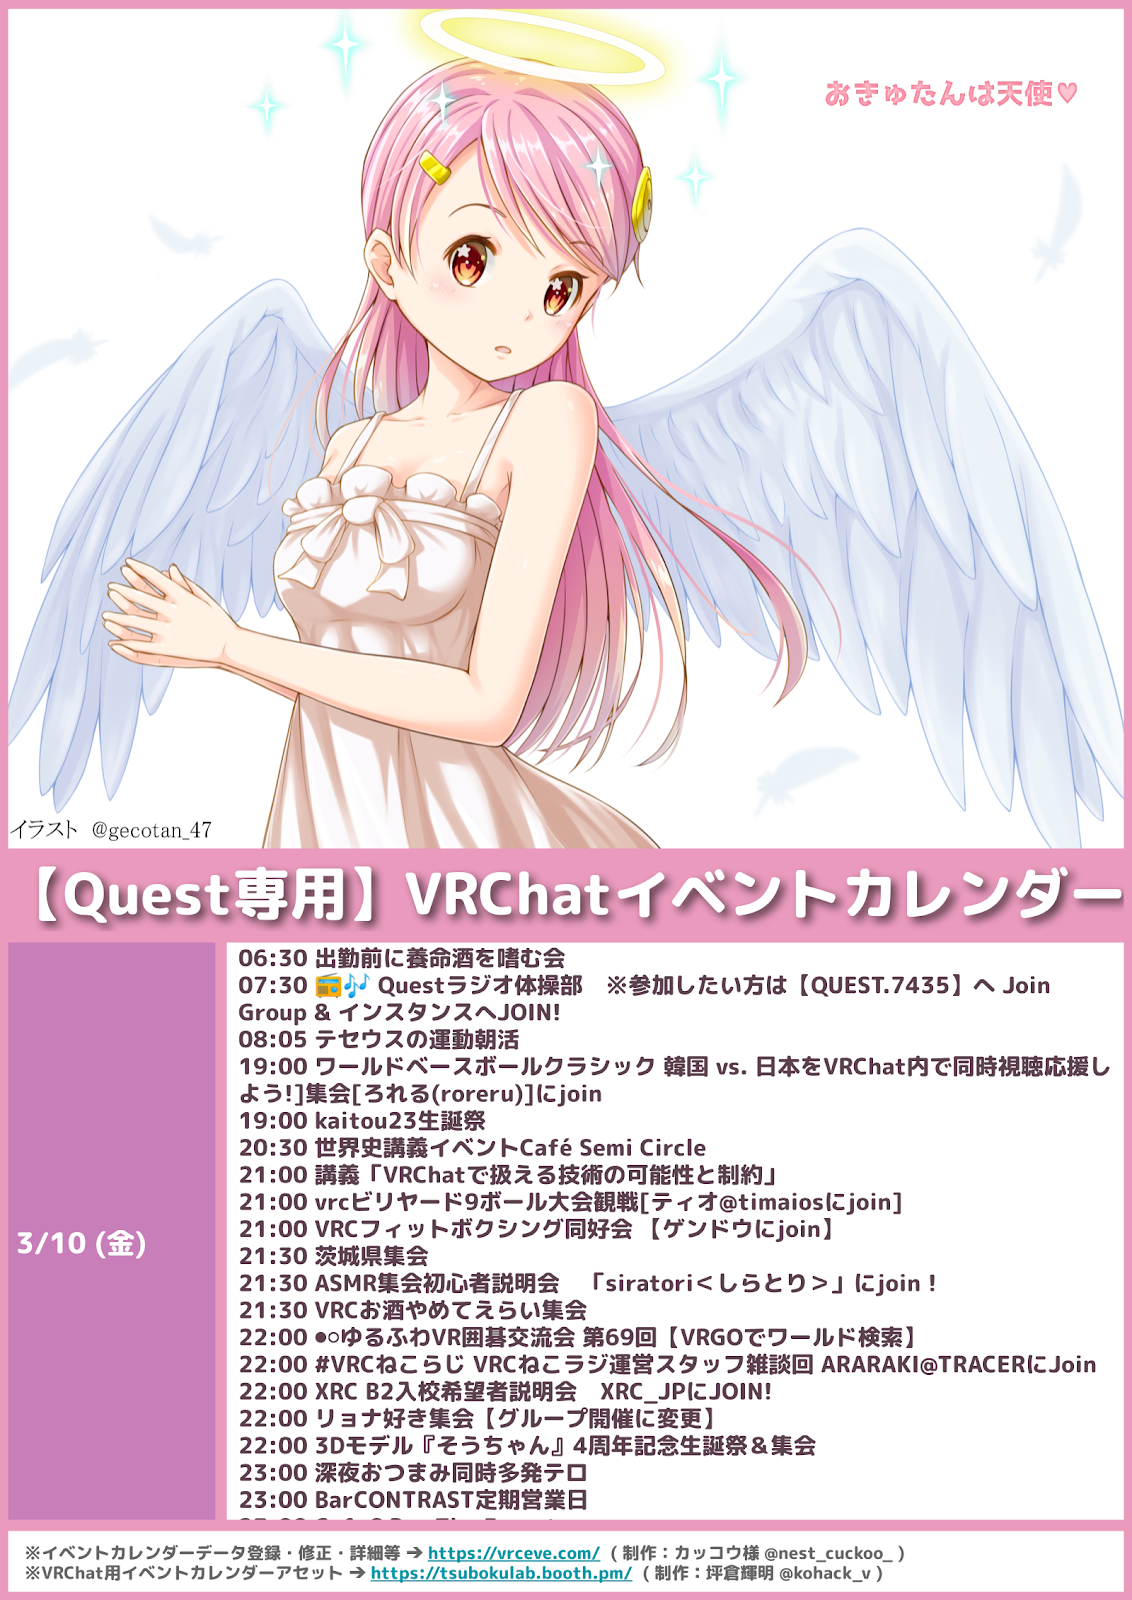 おきゅたんは天使♥
イラスト @gecotan_47
【Quest専用】VRChatイベントカレンダー
3/10 (金)
06:30 出勤前に養命酒を嗜む会
07:30 📻🎶 Questラジオ体操部　※参加したい方は【QUEST.7435】へ Join
Group & インスタンスへJOIN!
08:05 テセウスの運動朝活
19:00 ワールドベースボールクラシック 韓国 vs. 日本をVRChat内で同時視聴応援し
よう!]集会[ろれる(roreru)]にjoin
19:00 kaitou23生誕祭
20:30 世界史講義イベントCafé Semi Circle
21:00 講義「VRChatで扱える技術の可能性と制約」
21:00 vrcビリヤード9ボール大会観戦[ティオ@timaiosにjoin]
21:00 VRCフィットボクシング同好会 【ゲンドウにjoin】
21:30 茨城県集会
21:30 ASMR集会初心者説明会　「siratori＜しらとり＞」にjoin！
21:30 VRCお酒やめてえらい集会
22:00 ●○ゆるふわVR囲碁交流会 第69回【VRGOでワールド検索】
22:00 #VRCねこらじ VRCねこラジ運営スタッフ雑談回 ARARAKI@TRACERにJoin
22:00 XRC B2入校希望者説明会　XRC_JPにJOIN!
22:00 リョナ好き集会【グループ開催に変更】
22:00 3Dモデル『そうちゃん』4周年記念生誕祭＆集会
23:00 深夜おつまみ同時多発テロ
23:00 BarCONTRAST定期営業日
※イベントカレンダーデータ登録・修正・詳細等 ➔ https://vrceve.com/ （制作：カッコウ様 @nest_cuckoo_ ）
※VRChat用イベントカレンダーアセット ➔ https://tsubokulab.booth.pm/ （制作：坪倉輝明 @kohack_v ）